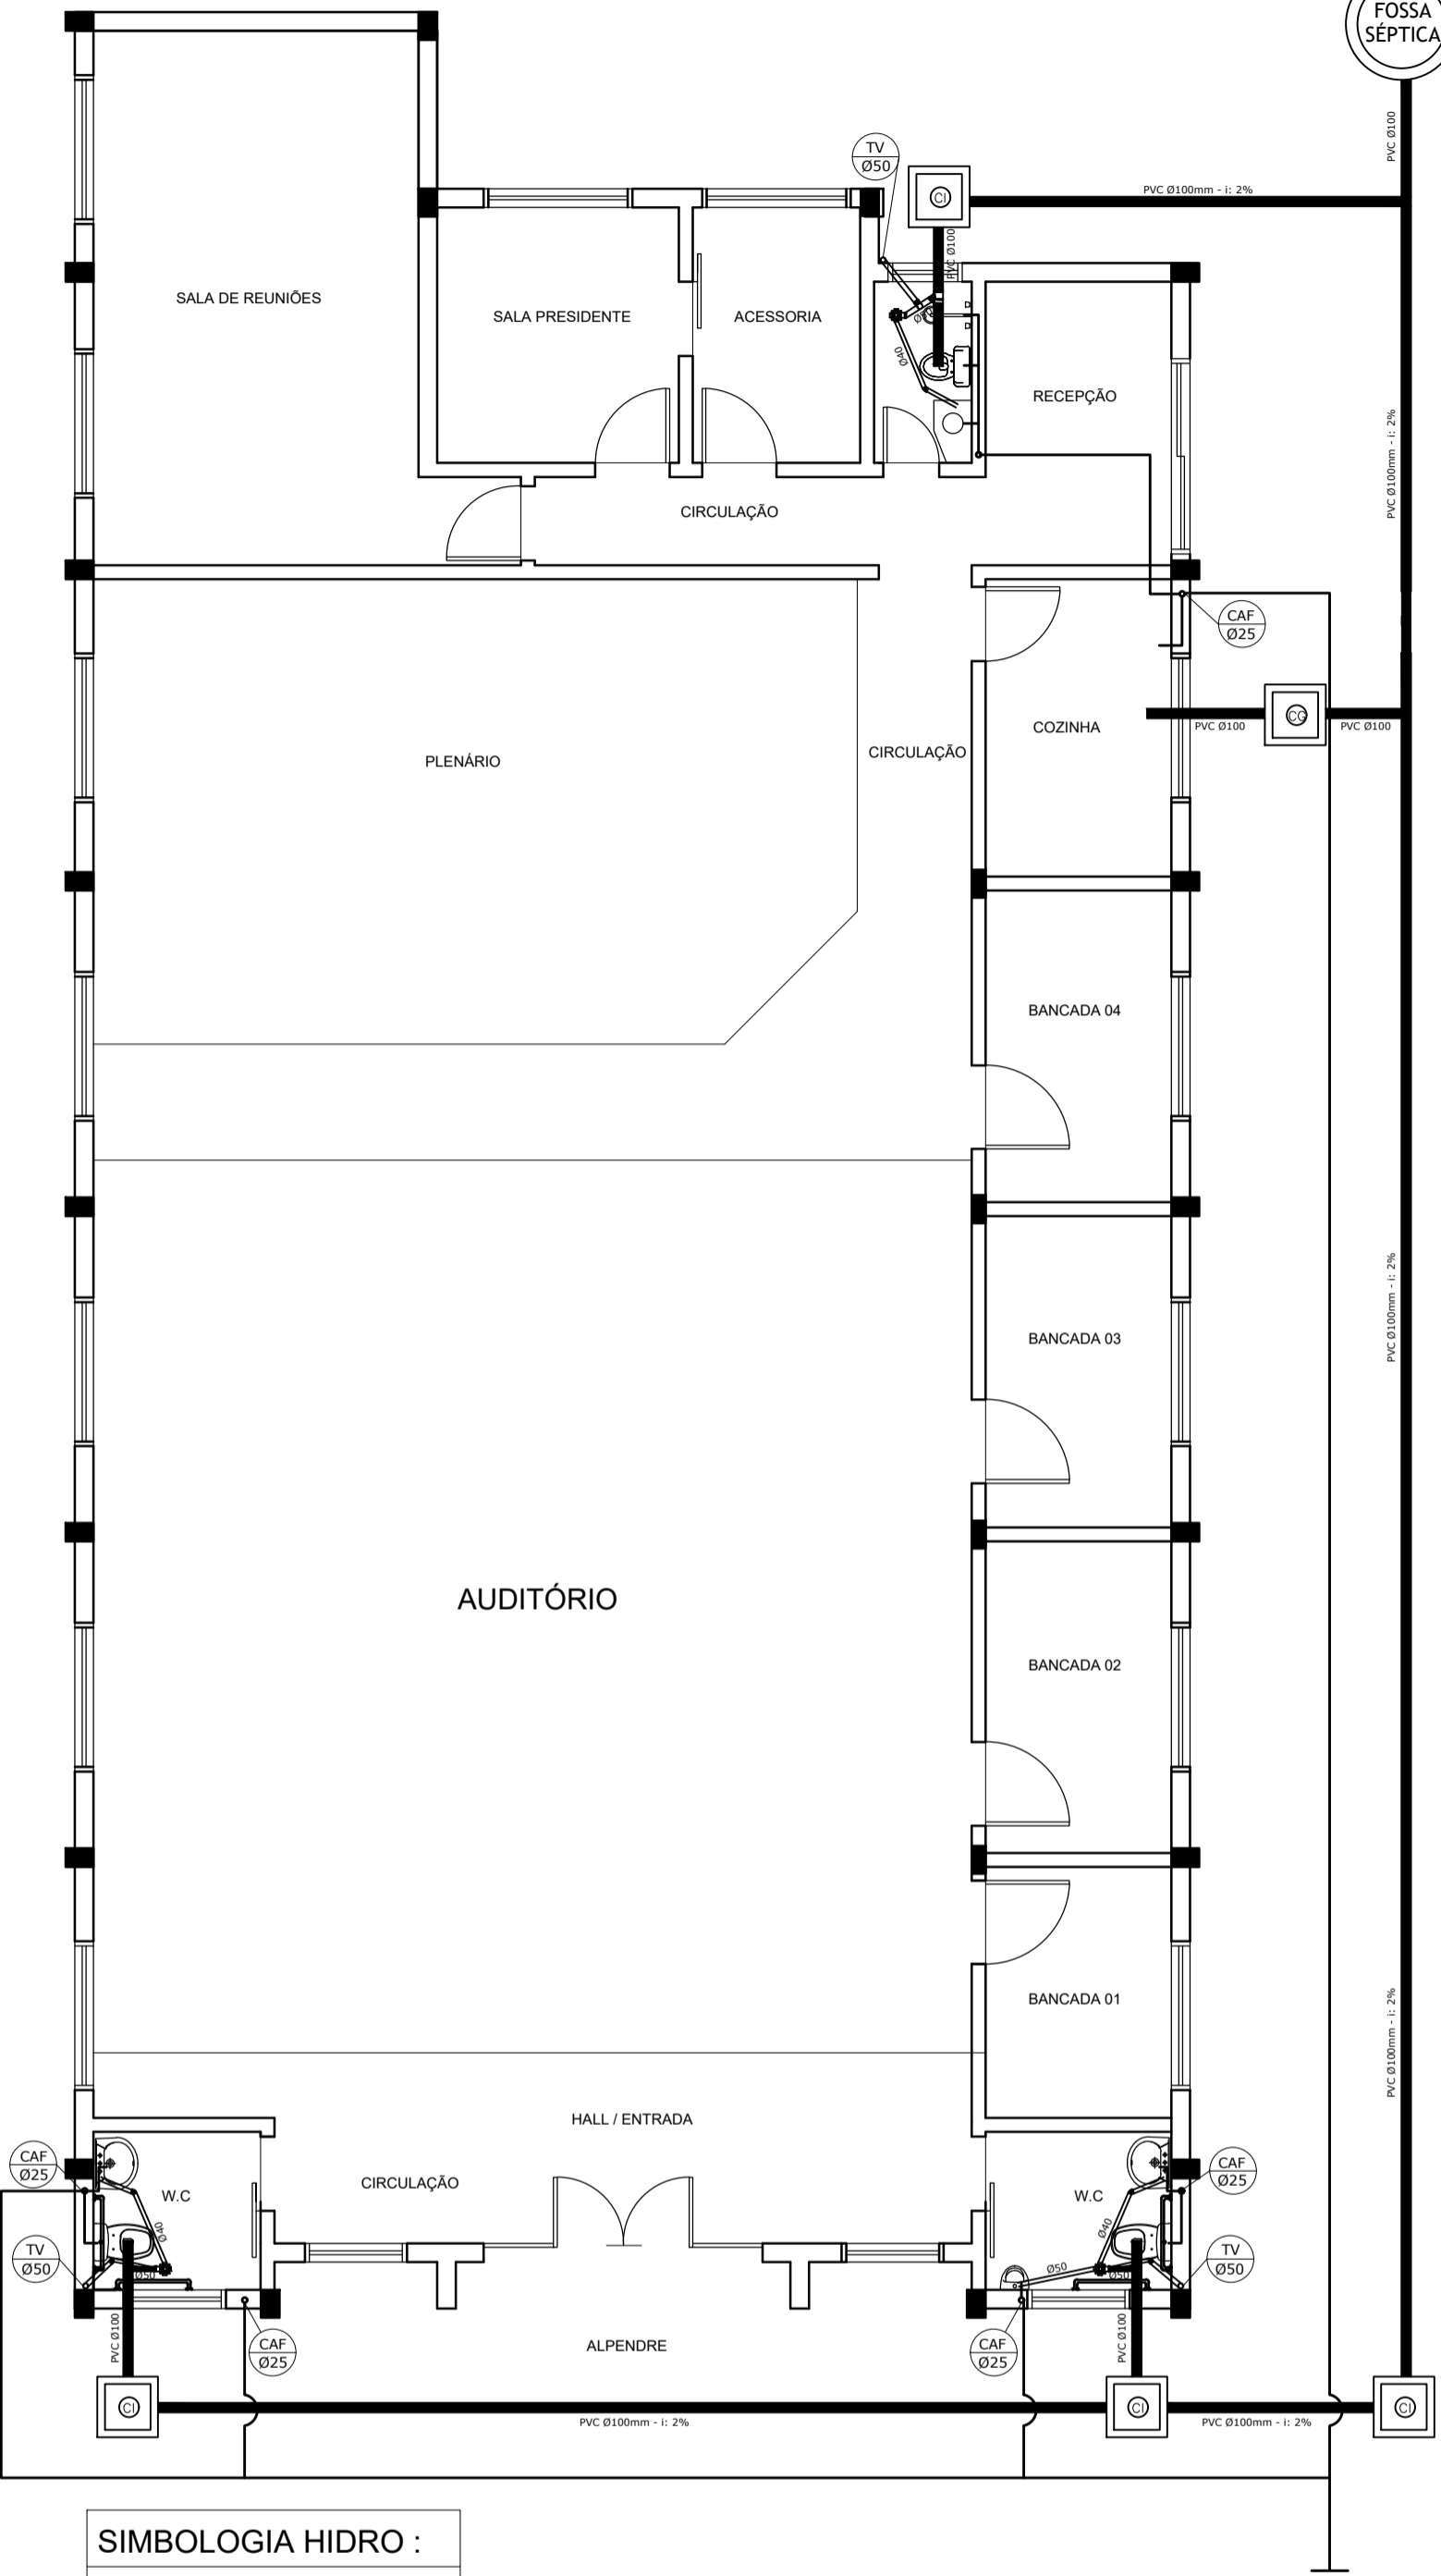 FOSSA
SÉPTICA
PVC Ø100
TV
Ø50
CI
PVC Ø100mm - i: 2%
PVC Ø100
SALA DE REUNIÕES
SALA PRESIDENTE
ACESSORIA
Ø40
RECEPÇÃO
PVC Ø100mm - i: 2%
CIRCULAÇÃO
CAF
Ø25
CG
PVC Ø100
PVC Ø100
COZINHA
CIRCULAÇÃO
PLENÁRIO
BANCADA 04
PVC Ø100mm - i: 2%
BANCADA 03
AUDITÓRIO
BANCADA 02
BANCADA 01
PVC Ø100mm - i: 2%
HALL / ENTRADA
CAF
Ø25
W.C
CIRCULAÇÃO
W.C
CAF
Ø25
Ø40
Ø40
TV
Ø50
Ø50
Ø50
Ø50
TV
Ø50
PVC Ø100
CAF
Ø25
ALPENDRE
CAF
Ø25
PVC Ø100
CI
CI
CI
PVC Ø100mm - i: 2%
PVC Ø100mm - i: 2%
SIMBOLOGIA HIDRO :